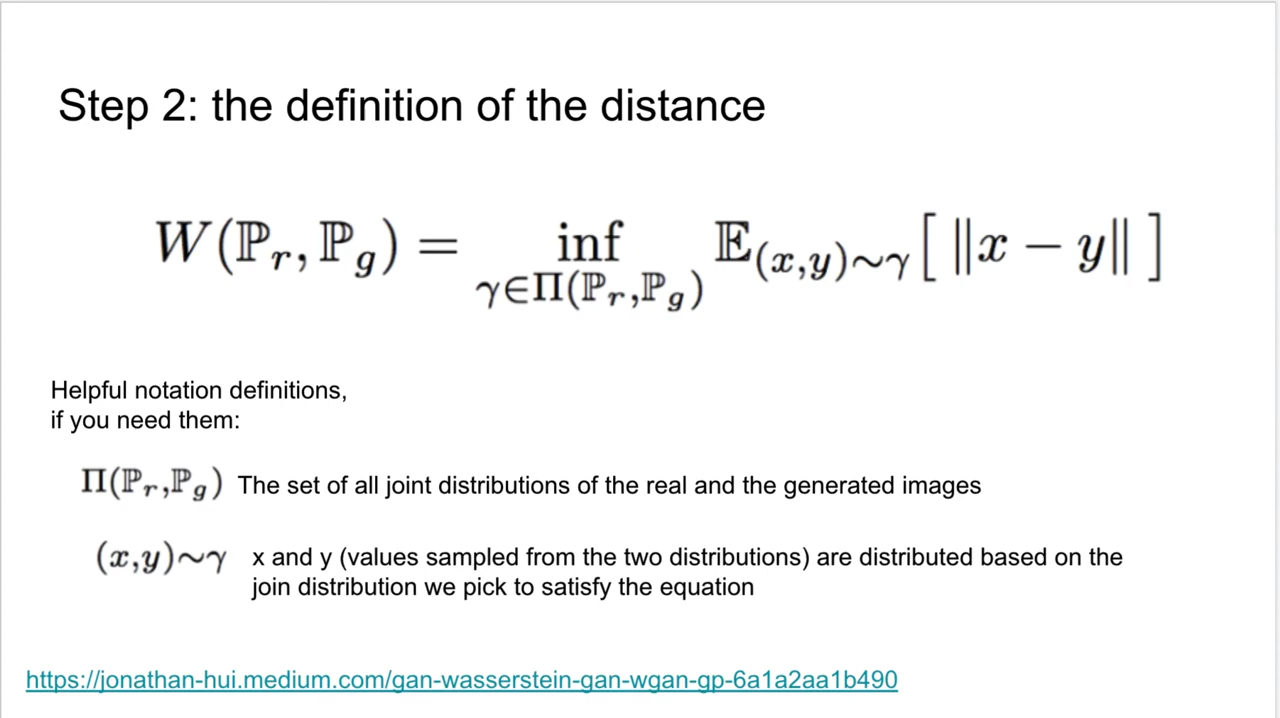 Step 2: the definition of the distance
W(ℙr, ℙg) = inf γ∈Π(ℙr,ℙg) 𝔼(x,y)∼γ [ ‖x − y‖ ]
Helpful notation definitions,
if you need them:
Π(ℙr,ℙg) The set of all joint distributions of the real and the generated images
(x,y)∼γ x and y (values sampled from the two distributions) are distributed based on the
join distribution we pick to satisfy the equation
https://jonathan-hui.medium.com/gan-wasserstein-gan-wgan-gp-6a1a2aa1b490